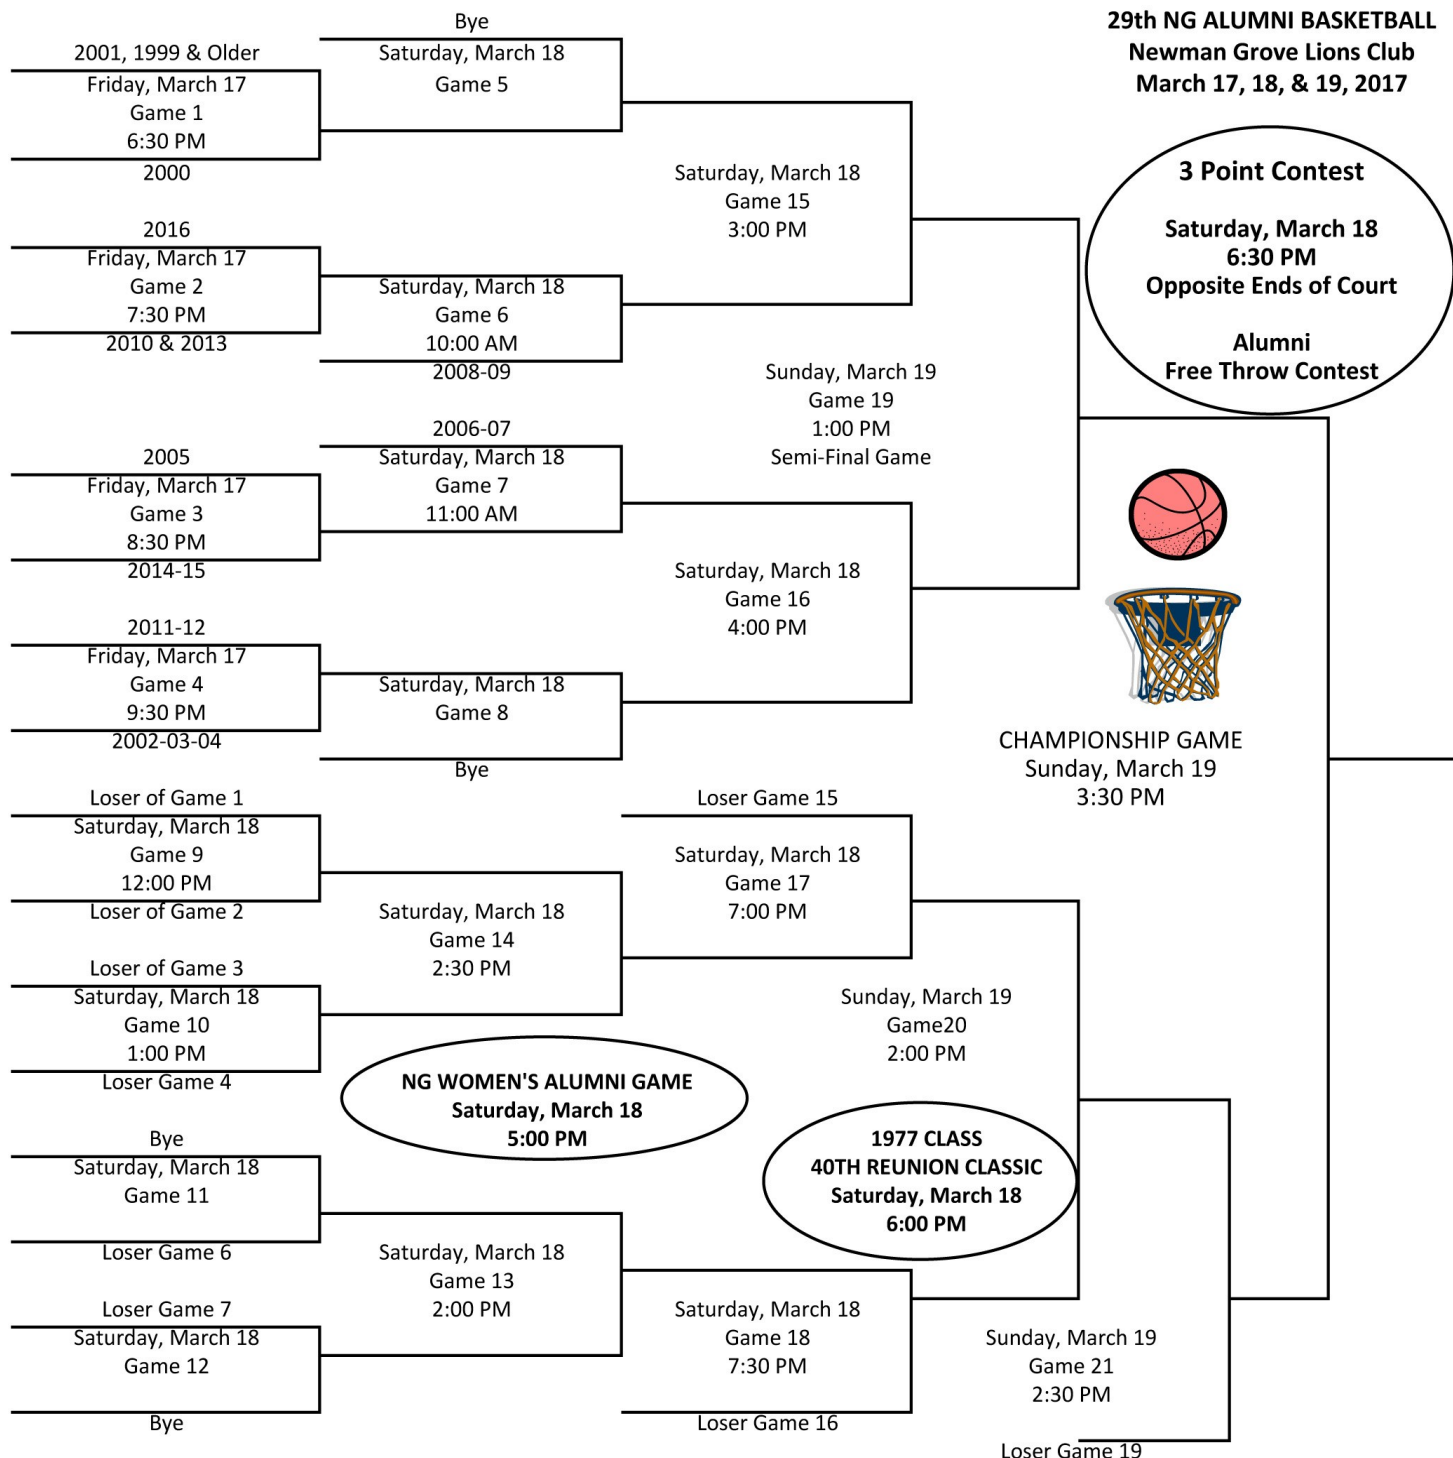 29th NG ALUMNI BASKETBALL
Newman Grove Lions Club
March 17, 18, & 19, 2017
3 Point Contest
Saturday, March 18
6:30 PM
Opposite Ends of Court
Alumni
Free Throw Contest
2001, 1999 & Older
Friday, March 17
Game 1
6:30 PM
2000
2016
Friday, March 17
Game 2
7:30 PM
2010 & 2013
2005
Friday, March 17
Game 3
8:30 PM
2014-15
2011-12
Friday, March 17
Game 4
9:30 PM
2002-03-04
Bye
Saturday, March 18
Game 5
Saturday, March 18
Game 6
10:00 AM
2008-09
2006-07
Saturday, March 18
Game 7
11:00 AM
Saturday, March 18
Game 8
Bye
Saturday, March 18
Game 15
3:00 PM
Saturday, March 18
Game 16
4:00 PM
Sunday, March 19
Game 19
1:00 PM
Semi-Final Game
CHAMPIONSHIP GAME
Sunday, March 19
3:30 PM
Loser of Game 1
Saturday, March 18
Game 9
12:00 PM
Loser of Game 2
Loser of Game 3
Saturday, March 18
Game 10
1:00 PM
Loser Game 4
Bye
Saturday, March 18
Game 11
Loser Game 6
Loser Game 7
Saturday, March 18
Game 12
Bye
Saturday, March 18
Game 14
2:30 PM
NG WOMEN'S ALUMNI GAME
Saturday, March 18
5:00 PM
Saturday, March 18
Game 13
2:00 PM
Loser Game 15
Saturday, March 18
Game 17
7:00 PM
Sunday, March 19
Game20
2:00 PM
1977 CLASS
40TH REUNION CLASSIC
Saturday, March 18
6:00 PM
Saturday, March 18
Game 18
7:30 PM
Loser Game 16
Sunday, March 19
Game 21
2:30 PM
Loser Game 19